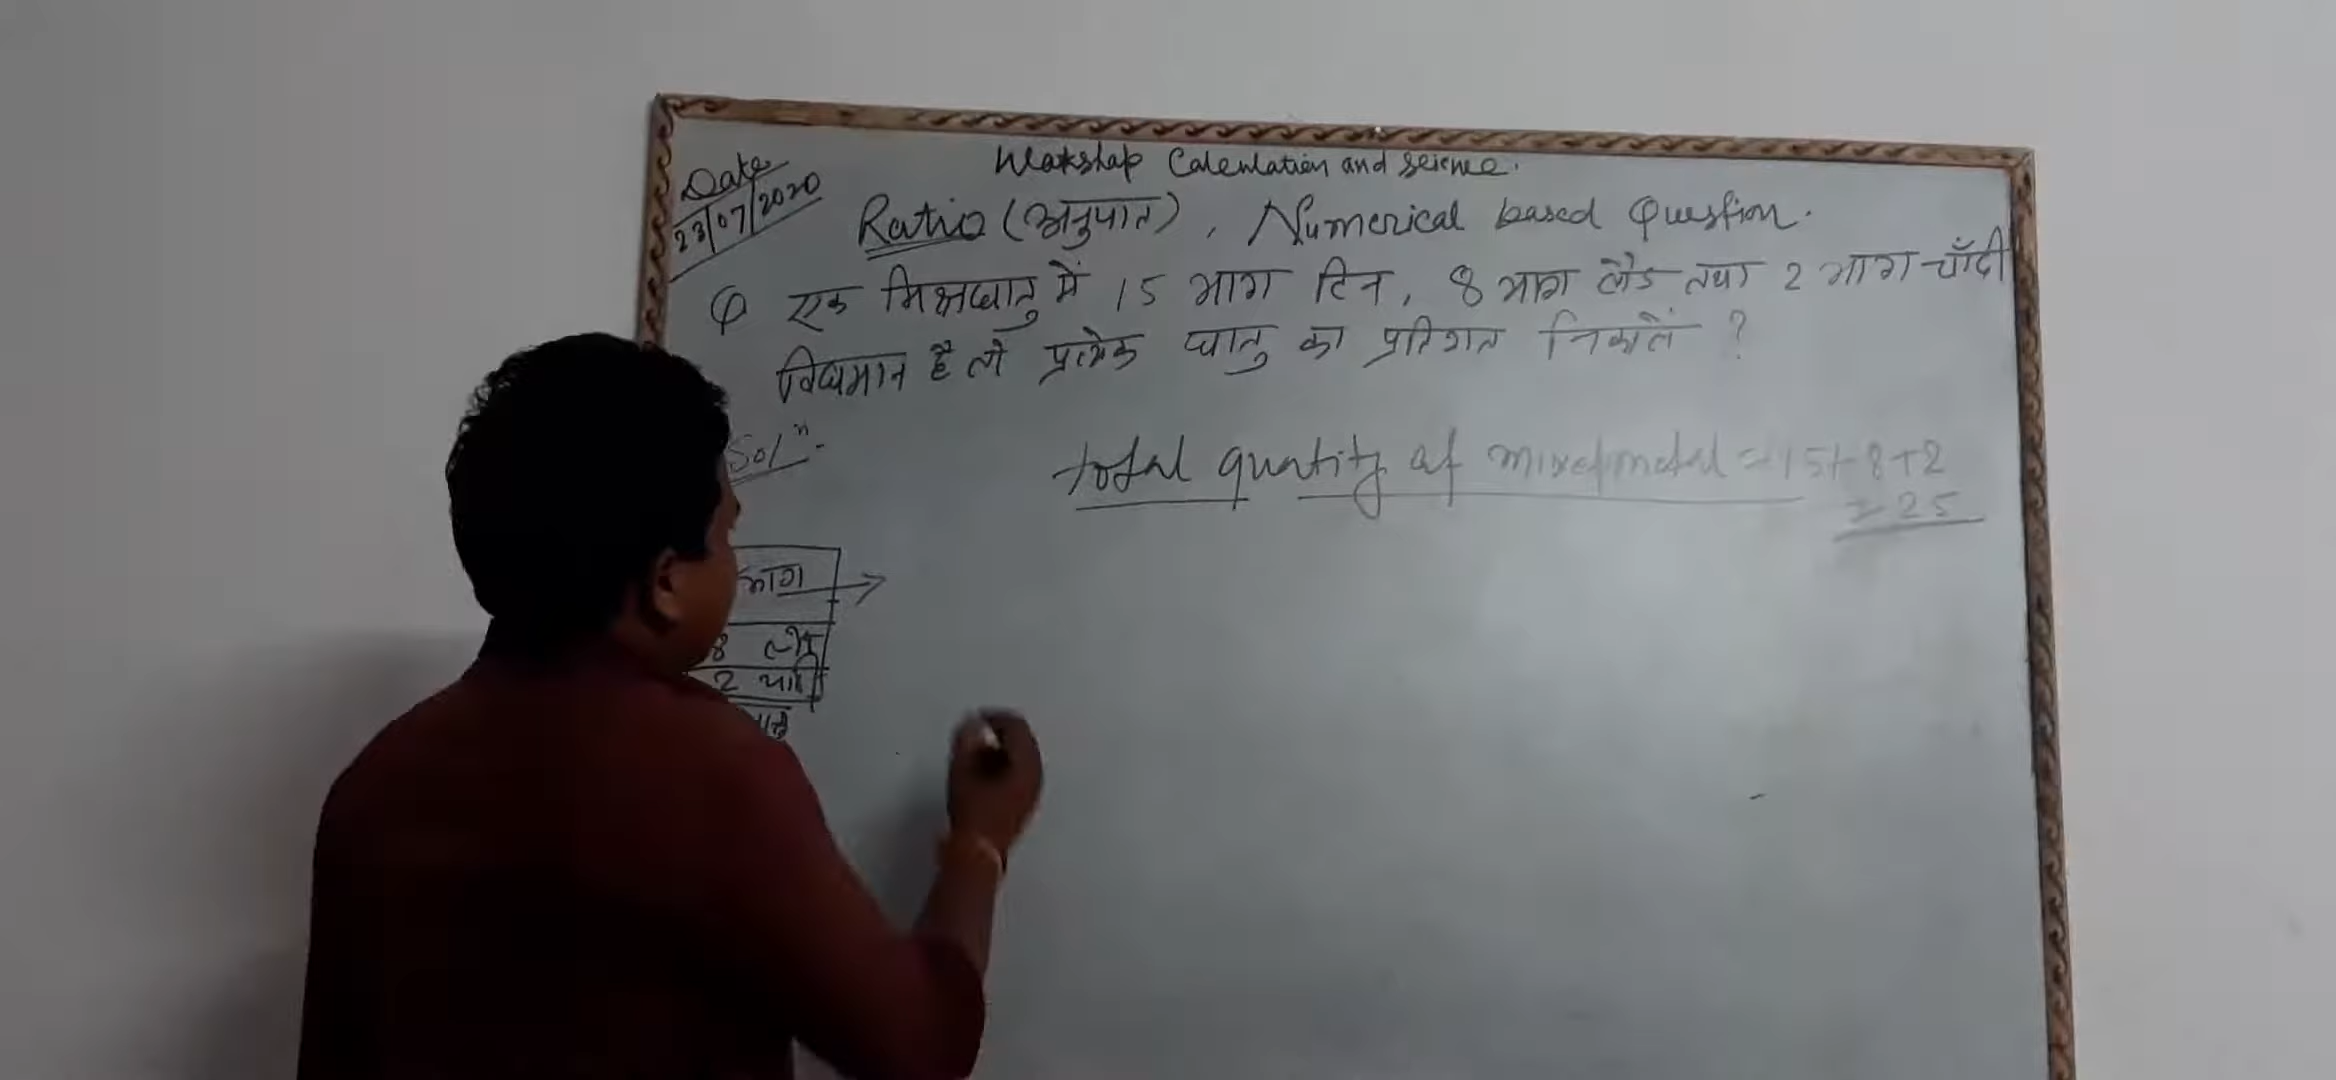 Workshop Calculation and science.
Date
23/07/2020
Ratio (अनुपात), Numerical based Question.
Q एक मिश्रधातु में 15 भाग टिन, 8 भाग लैड तथा 2 भाग चाँदी
विधमान है तो प्रत्येक धातु का प्रतिशत निकालें ?
Solⁿ-
total quantity of mixed metal = 15+8+2
= 25
भाग
8
2